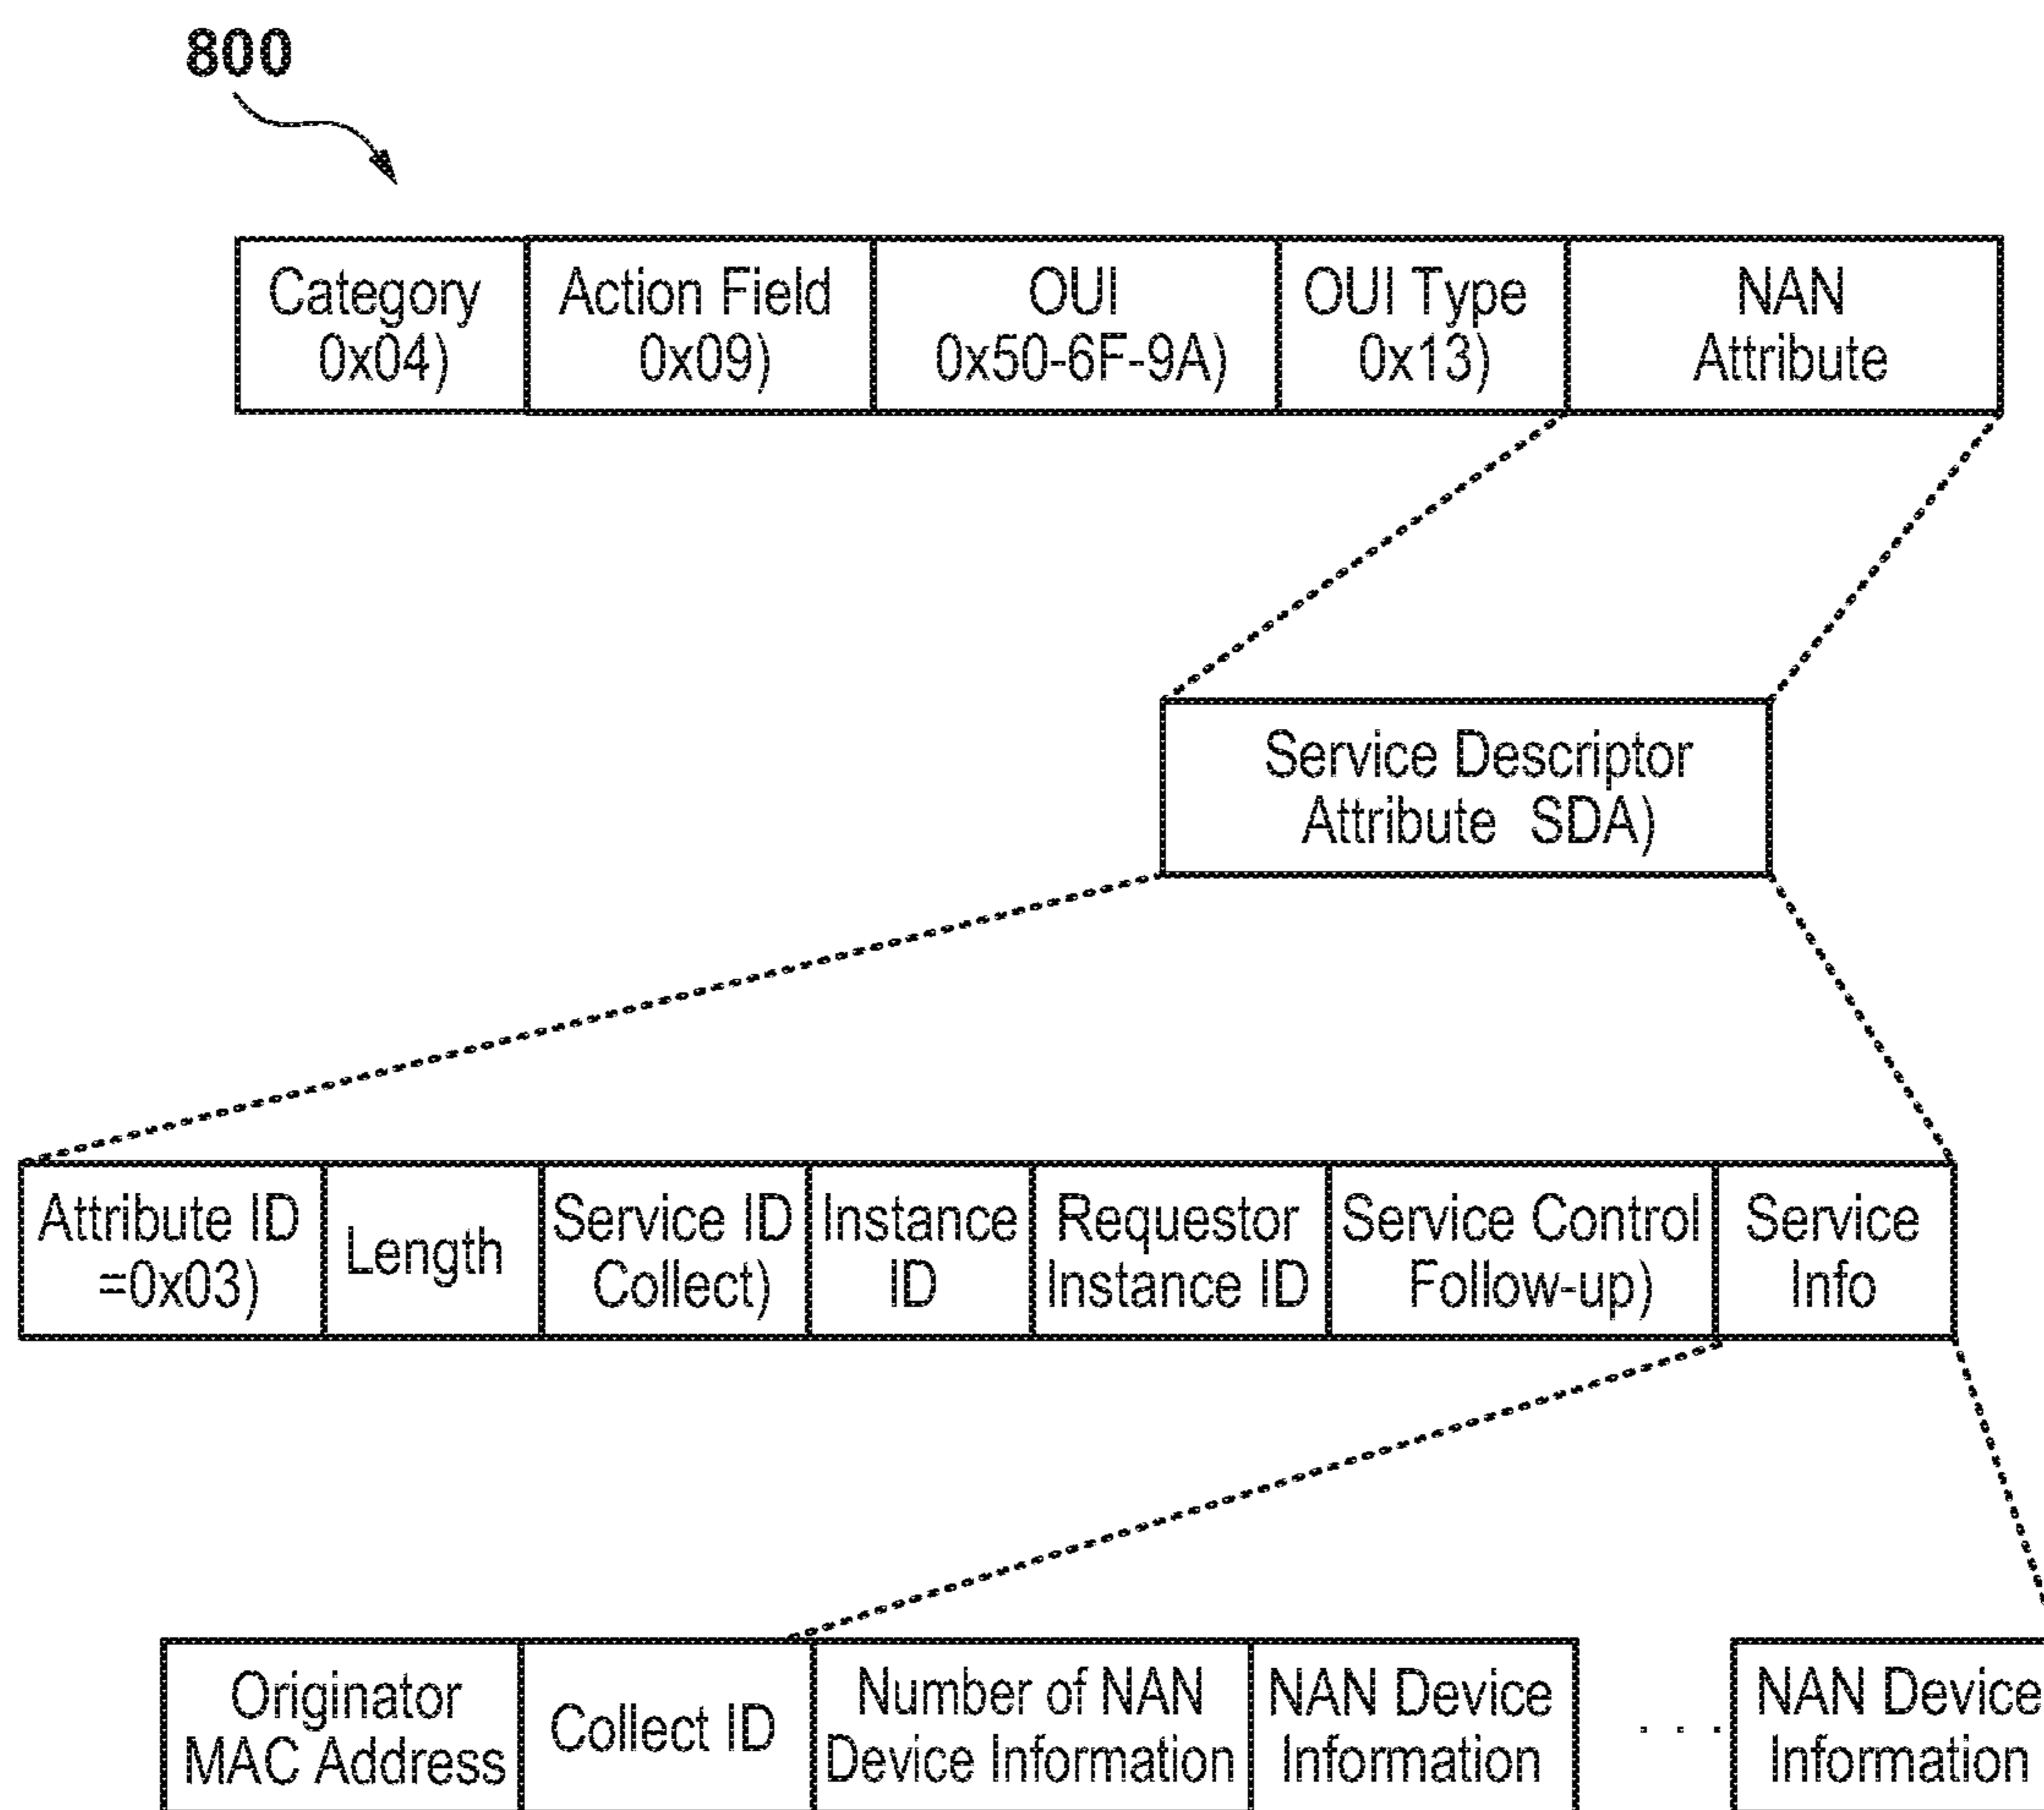 800
Category
0x04)
Action Field
0x09)
OUI
0x50-6F-9A)
OUI Type
0x13)
NAN
Attribute
Service Descriptor
Attribute SDA)
Attribute ID
=0x03)
Length
Service ID
Collect)
Instance
ID
Requestor
Instance ID
Service Control
Follow-up)
Service
Info
Originator
MAC Address
Collect ID
Number of NAN
Device Information
NAN Device
Information
. . .
NAN Device
Information